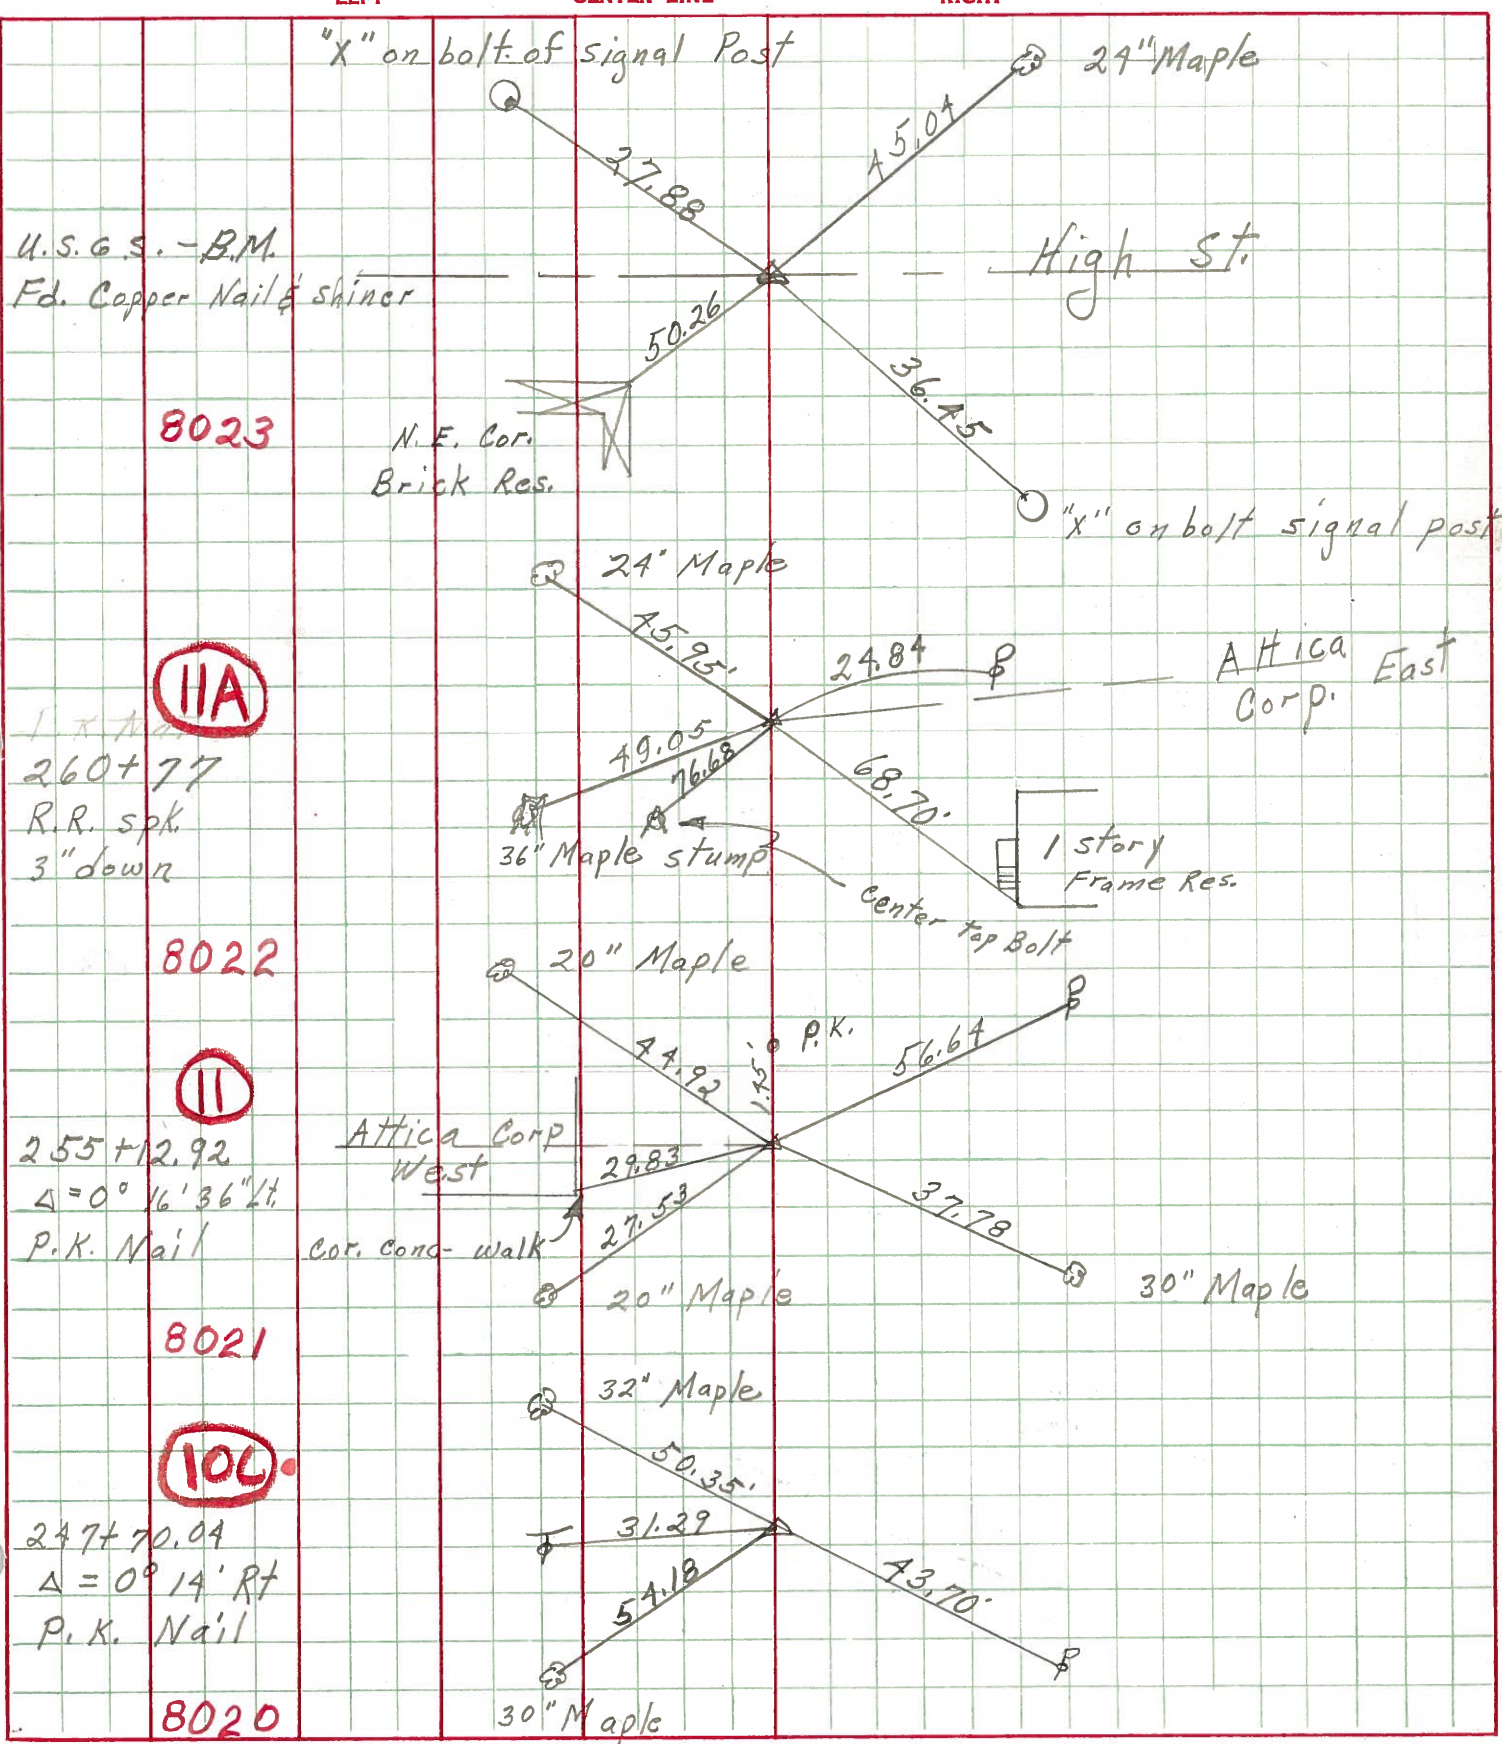 "X" on bolt of signal Post
24" Maple
27.88
45.04
U.S.G.S. - B.M.
Fd. Copper Nail & shiner
High St.
50.26
36.45
8023
N.E. Cor.
Brick Res.
"X" on bolt signal post
24" Maple
45.95'
24.84
Attica East
Corp.
11A
49.05
76.68
68.70'
260+77
R.R. spk.
3" down
36" Maple stump
1 story
Frame Res.
Center top Bolt
8022
20" Maple
P.K.
44.92
1.45'
56.64
11
Attica Corp
West
255+12.92
Δ=0° 16' 36" Lt.
P.K. Nail
29.83
27.53
37.78
cor. conc- walk
20" Maple
30" Maple
8021
32" Maple
50.35'
10C
31.29
247+70.04
Δ = 0° 14' Rt
P.K. Nail
54.18
43.70'
30" Maple
8020